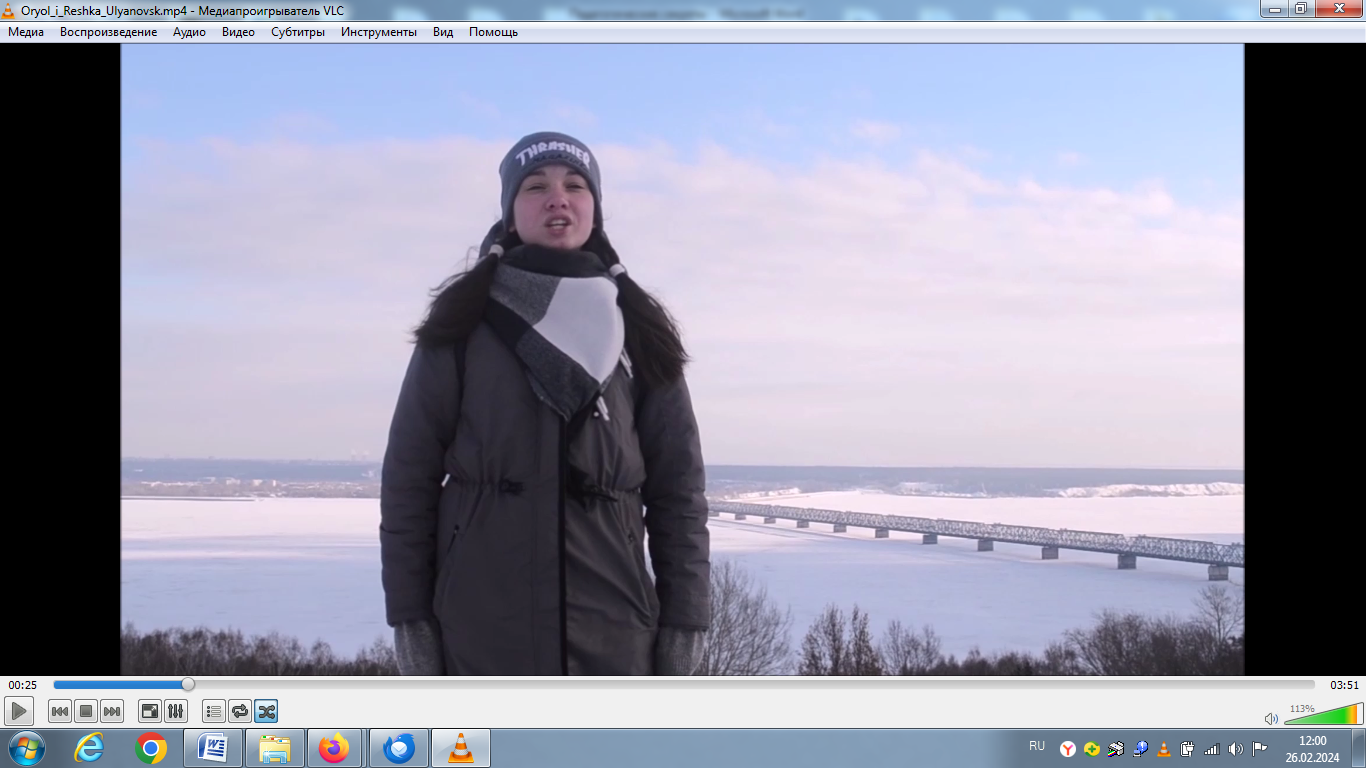 Oryol_i_Reshka_Ulyanovsk.mp4 - Медиапроигрыватель VLC
Медиа Воспроизведение Аудио Видео Субтитры Инструменты Вид Помощь
THRASHER
00:25 03:51
113%
RU 12:00
26.02.2024